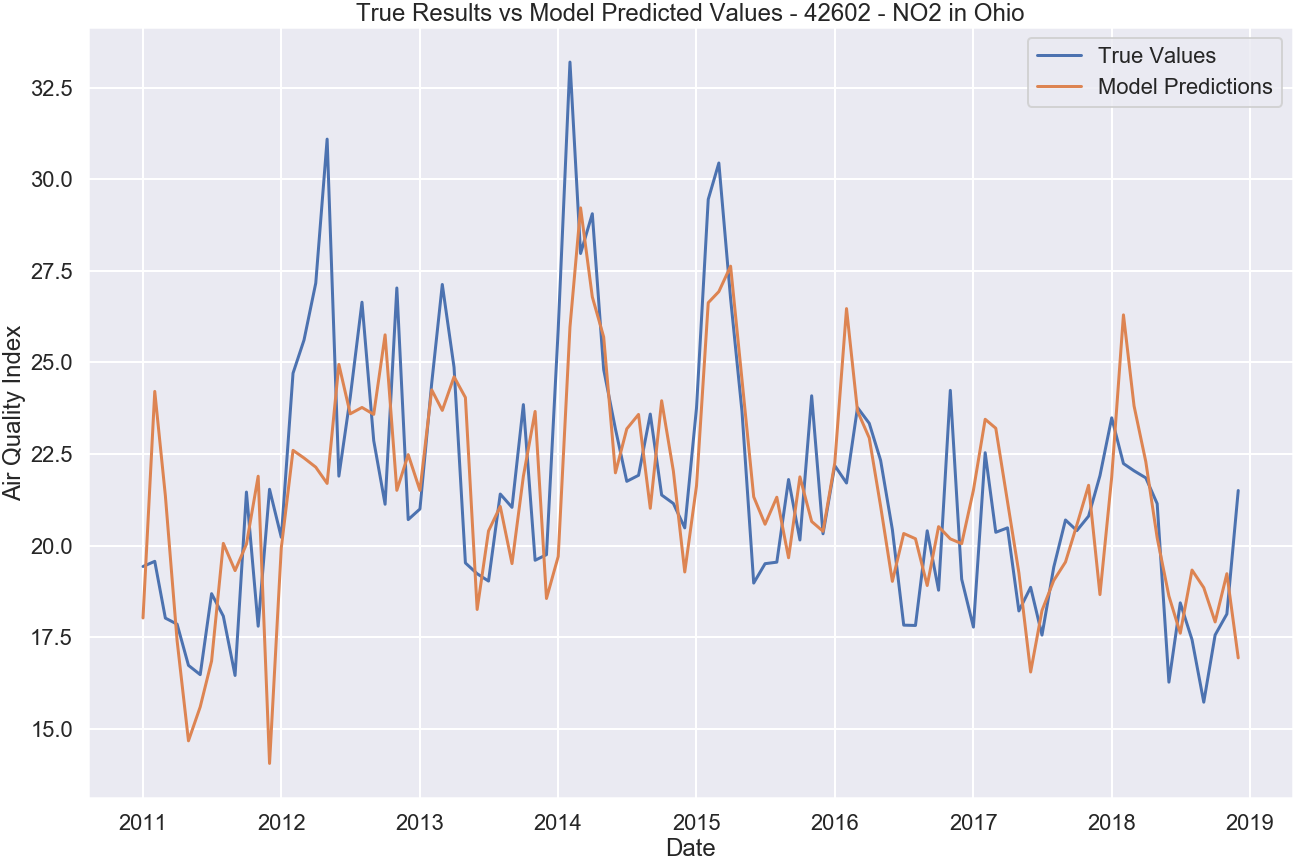 True Results vs Model Predicted Values - 42602 - NO2 in Ohio
True Values
Model Predictions
Air Quality Index
32.5
30.0
27.5
25.0
22.5
20.0
17.5
15.0
2011 2012 2013 2014 2015 2016 2017 2018 2019
Date